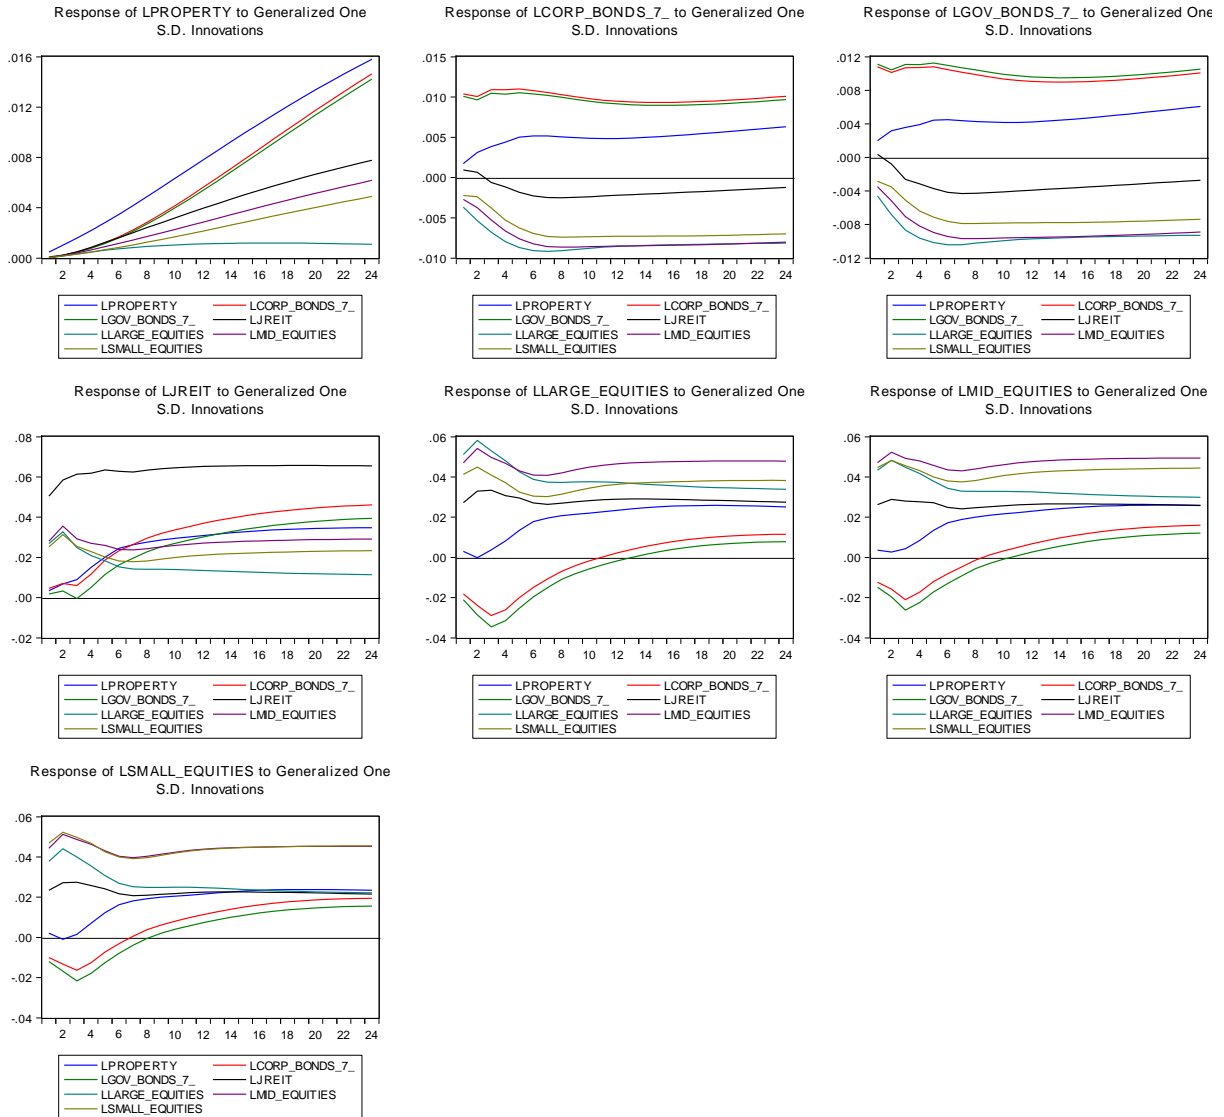 Response of LPROPERTY to Generalized One
S.D. Innovations
.016
.012
.008
.004
.000
2 4 6 8 10 12 14 16 18 20 22 24
LPROPERTY LCORP_BONDS_7_
LGOV_BONDS_7_ LJREIT
LLARGE_EQUITIES LMID_EQUITIES
LSMALL_EQUITIES
Response of LCORP_BONDS_7_ to Generalized One
S.D. Innovations
.015
.010
.005
.000
-.005
-.010
2 4 6 8 10 12 14 16 18 20 22 24
LPROPERTY LCORP_BONDS_7_
LGOV_BONDS_7_ LJREIT
LLARGE_EQUITIES LMID_EQUITIES
LSMALL_EQUITIES
Response of LGOV_BONDS_7_ to Generalized One
S.D. Innovations
.012
.008
.004
.000
-.004
-.008
-.012
2 4 6 8 10 12 14 16 18 20 22 24
LPROPERTY LCORP_BONDS_7_
LGOV_BONDS_7_ LJREIT
LLARGE_EQUITIES LMID_EQUITIES
LSMALL_EQUITIES
Response of LJREIT to Generalized One
S.D. Innovations
.08
.06
.04
.02
.00
-.02
2 4 6 8 10 12 14 16 18 20 22 24
LPROPERTY LCORP_BONDS_7_
LGOV_BONDS_7_ LJREIT
LLARGE_EQUITIES LMID_EQUITIES
LSMALL_EQUITIES
Response of LLARGE_EQUITIES to Generalized One
S.D. Innovations
.06
.04
.02
.00
-.02
-.04
2 4 6 8 10 12 14 16 18 20 22 24
LPROPERTY LCORP_BONDS_7_
LGOV_BONDS_7_ LJREIT
LLARGE_EQUITIES LMID_EQUITIES
LSMALL_EQUITIES
Response of LMID_EQUITIES to Generalized One
S.D. Innovations
.06
.04
.02
.00
-.02
-.04
2 4 6 8 10 12 14 16 18 20 22 24
LPROPERTY LCORP_BONDS_7_
LGOV_BONDS_7_ LJREIT
LLARGE_EQUITIES LMID_EQUITIES
LSMALL_EQUITIES
Response of LSMALL_EQUITIES to Generalized One
S.D. Innovations
.06
.04
.02
.00
-.02
-.04
2 4 6 8 10 12 14 16 18 20 22 24
LPROPERTY LCORP_BONDS_7_
LGOV_BONDS_7_ LJREIT
LLARGE_EQUITIES LMID_EQUITIES
LSMALL_EQUITIES